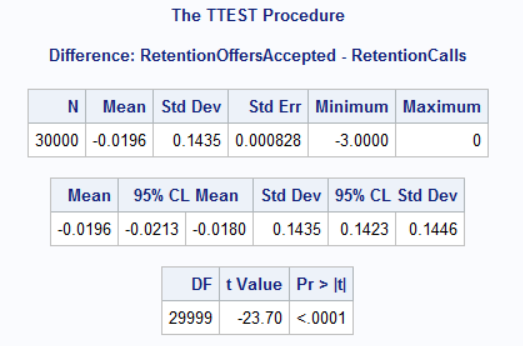 The TTEST Procedure
Difference: RetentionOffersAccepted - RetentionCalls
N Mean Std Dev Std Err Minimum Maximum
30000 -0.0196 0.1435 0.000828 -3.0000 0
Mean 95% CL Mean Std Dev 95% CL Std Dev
-0.0196 -0.0213 -0.0180 0.1435 0.1423 0.1446
DF t Value Pr > |t|
29999 -23.70 <.0001